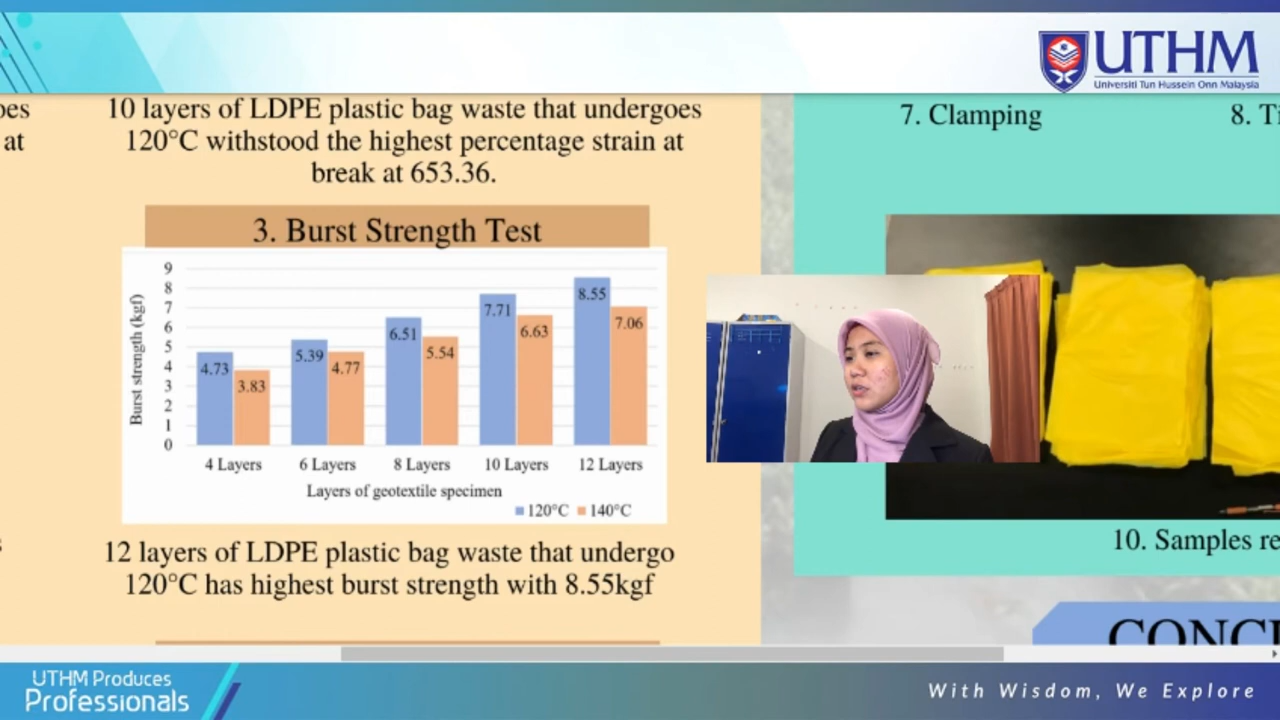 UTHM
Universiti Tun Hussein Onn Malaysia
oes
at
10 layers of LDPE plastic bag waste that undergoes
120°C withstood the highest percentage strain at
break at 653.36.
7. Clamping
8. Ti
3. Burst Strength Test
Burst strength (kgf)
9
8
7
6
5
4
3
2
1
0
4.73
3.83
5.39
4.77
6.51
5.54
7.71
6.63
8.55
7.06
4 Layers
6 Layers
8 Layers
10 Layers
12 Layers
Layers of geotextile specimen
120°C
140°C
12 layers of LDPE plastic bag waste that undergo
120°C has highest burst strength with 8.55kgf
10. Samples re
CONCL
UTHM Produces
Professionals
With Wisdom, We Explore